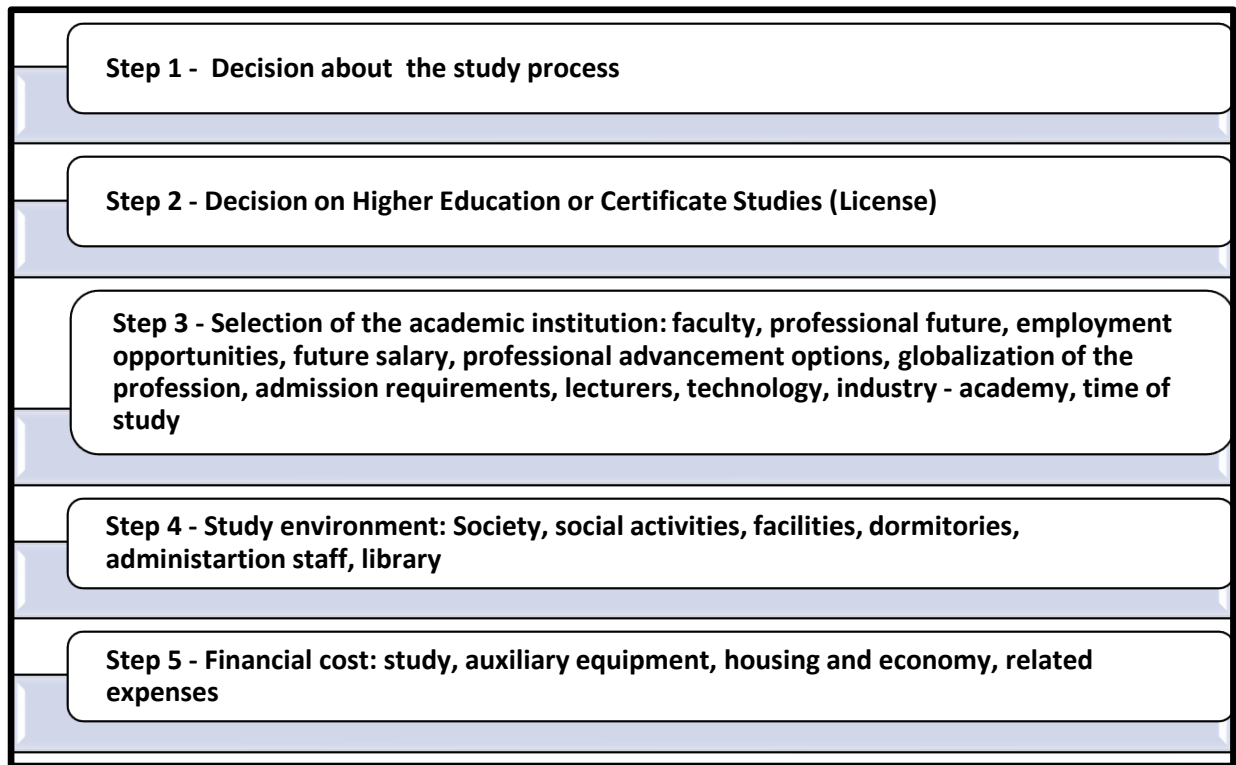 Step 1 - Decision about the study process
Step 2 - Decision on Higher Education or Certificate Studies (License)
Step 3 - Selection of the academic institution: faculty, professional future, employment
opportunities, future salary, professional advancement options, globalization of the
profession, admission requirements, lecturers, technology, industry - academy, time of
study
Step 4 - Study environment: Society, social activities, facilities, dormitories,
administartion staff, library
Step 5 - Financial cost: study, auxiliary equipment, housing and economy, related
expenses